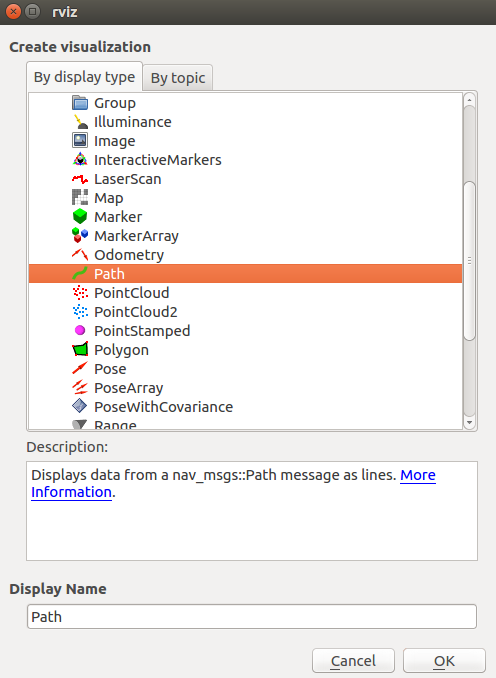 rviz
Create visualization
By display type
By topic
Group
Illuminance
Image
InteractiveMarkers
LaserScan
Map
Marker
MarkerArray
Odometry
Path
PointCloud
PointCloud2
PointStamped
Polygon
Pose
PoseArray
PoseWithCovariance
Range
Description:
Displays data from a nav_msgs::Path message as lines. More
Information.
Display Name
Path
Cancel
OK